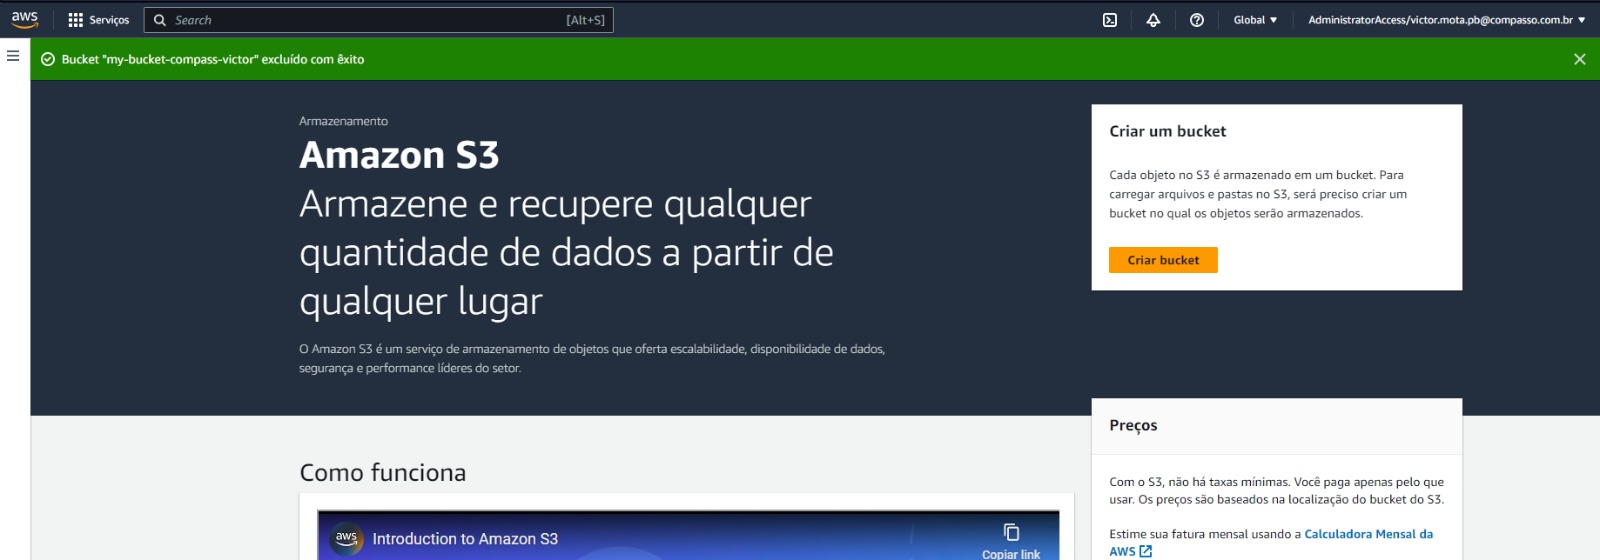 aws
Serviços
Search
[Alt+S]
Global ▼
AdministratorAccess/victor.mota.pb@compasso.com.br ▼
Bucket "my-bucket-compass-victor" excluído com êxito
Armazenamento
Amazon S3
Armazene e recupere qualquer
quantidade de dados a partir de
qualquer lugar
O Amazon S3 é um serviço de armazenamento de objetos que oferta escalabilidade, disponibilidade de dados,
segurança e performance líderes do setor.
Criar um bucket
Cada objeto no S3 é armazenado em um bucket. Para
carregar arquivos e pastas no S3, será preciso criar um
bucket no qual os objetos serão armazenados.
Criar bucket
Como funciona
aws
Introduction to Amazon S3
Copiar link
Preços
Com o S3, não há taxas mínimas. Você paga apenas pelo que
usar. Os preços são baseados na localização do bucket do S3.
Estime sua fatura mensal usando a Calculadora Mensal da
AWS